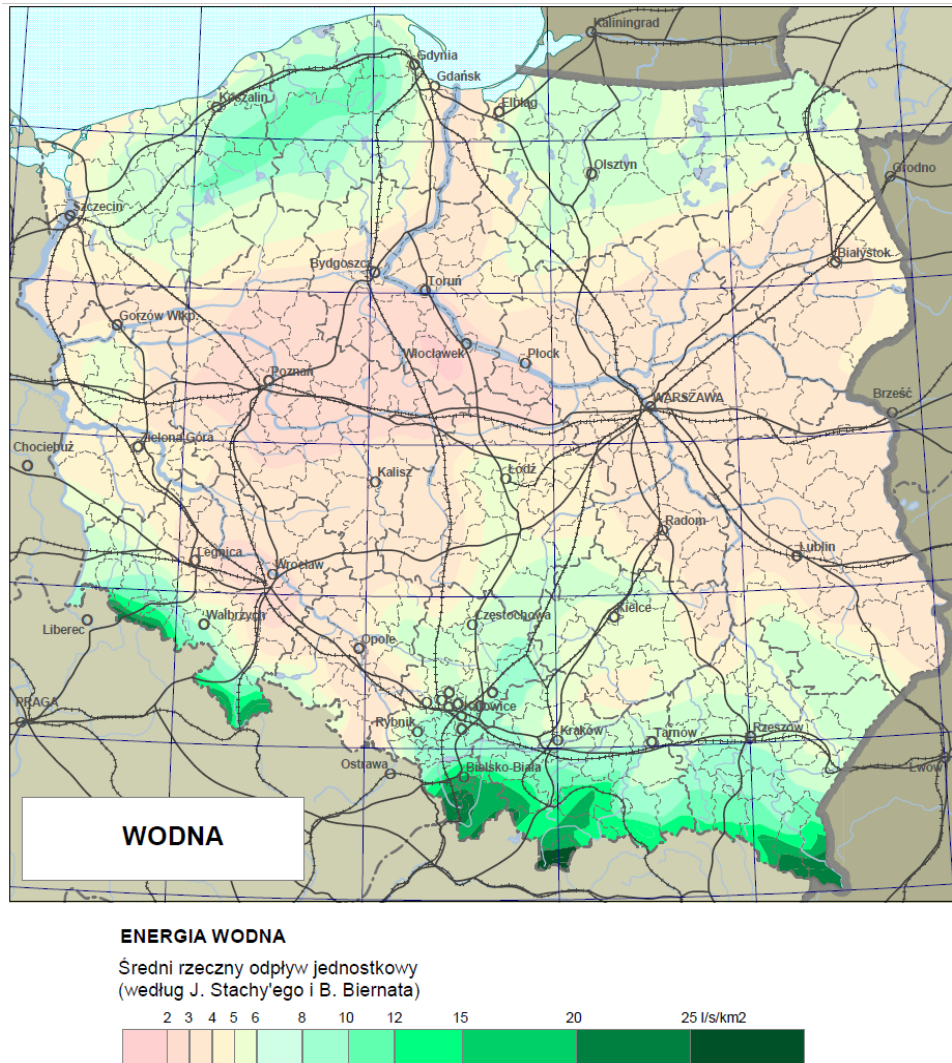 Kaliningrad
Gdynia
Gdańsk
Koszalin
Elbląg
Olsztyn
Grodno
Szczecin
Białystok
Bydgoszcz
Toruń
Gorzów Wlkp.
Włocławek
Płock
Poznań
WARSZAWA
Brześć
Zielona Góra
Chociebuż
Kalisz
Łódź
Radom
Legnica
Lublin
Wrocław
Kielce
Liberec
Wałbrzych
Częstochowa
Opole
PRAGA
Katowice
Rybnik
Kraków
Tarnów
Rzeszów
Ostrawa
Bielsko-Biała
Lwów
WODNA
ENERGIA WODNA
Średni rzeczny odpływ jednostkowy
(według J. Stachy'ego i B. Biernata)
2 3 4 5 6 8 10 12 15 20 25 l/s/km2